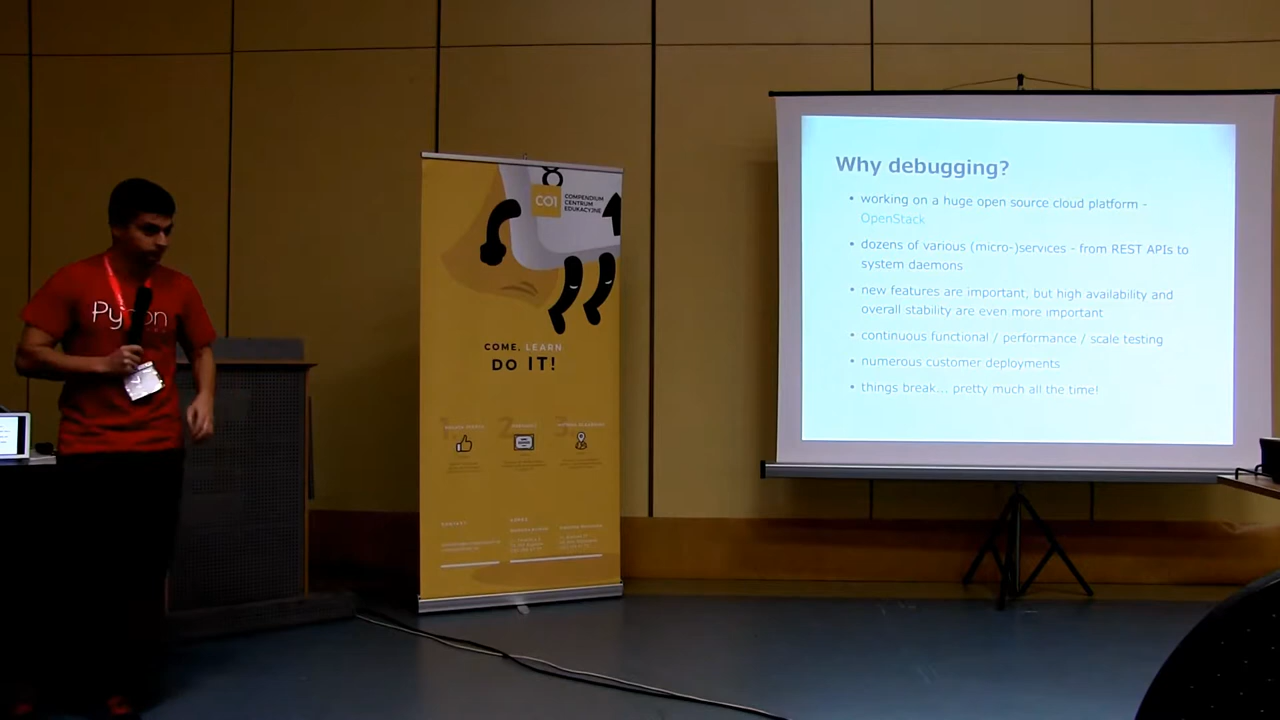 Python
CO1
COMPENDIUM
CENTRUM
EDUKACYJNE
COME. LEARN.
DO IT!
Why debugging?
• working on a huge open source cloud platform -
OpenStack
• dozens of various (micro-)services - from REST APIs to
system daemons
• new features are important, but high availability and
overall stability are even more important
• continuous functional / performance / scale testing
• numerous customer deployments
• things break... pretty much all the time!